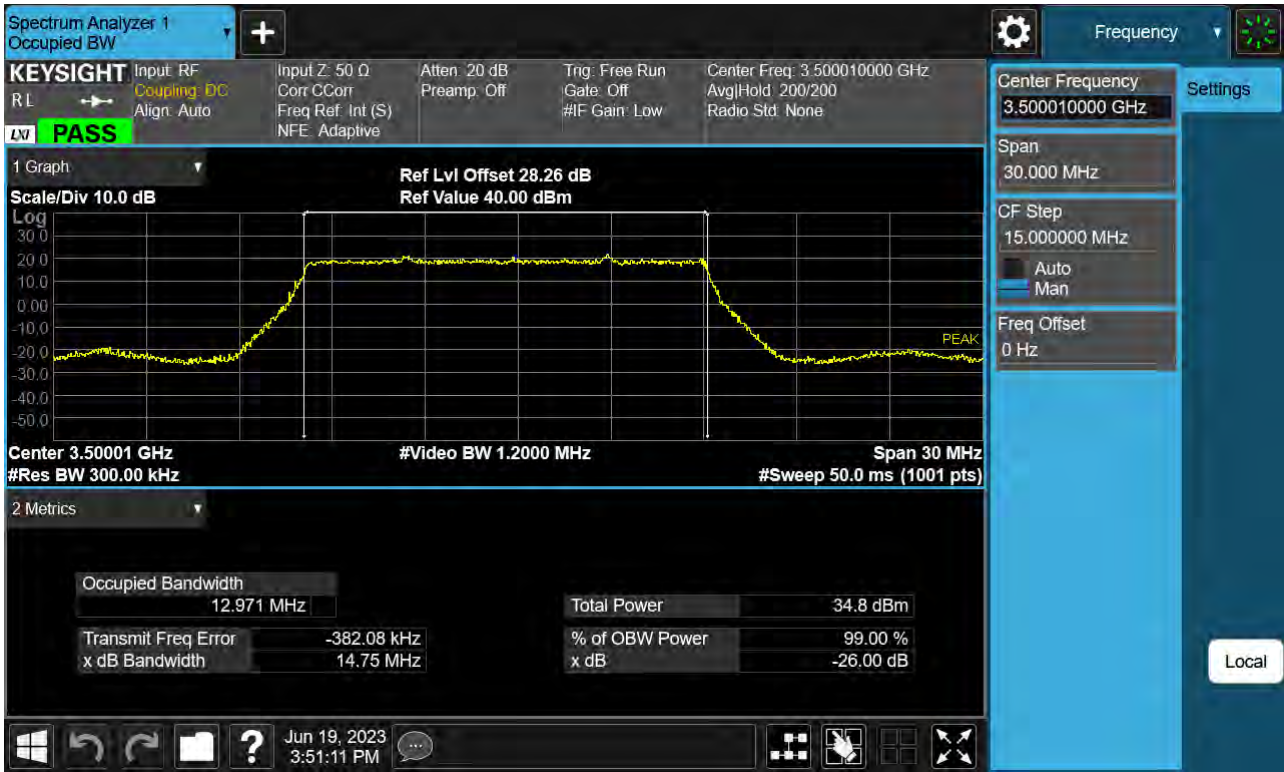 Spectrum Analyzer 1
Occupied BW
Frequency
KEYSIGHT
RL
LXI
PASS
Input: RF
Coupling: DC
Align: Auto
Input Z: 50 Ω
Corr CCorr
Freq Ref: Int (S)
NFE: Adaptive
Atten: 20 dB
Preamp: Off
Trig: Free Run
Gate: Off
#IF Gain: Low
Center Freq: 3.500010000 GHz
Avg|Hold: 200/200
Radio Std: None
Center Frequency
3.500010000 GHz
Settings
Span
30.000 MHz
CF Step
15.000000 MHz
Auto
Man
Freq Offset
0 Hz
Local
1 Graph
Scale/Div 10.0 dB
Ref Lvl Offset 28.26 dB
Ref Value 40.00 dBm
Log
30.0
20.0
10.0
0.00
-10.0
-20.0
-30.0
-40.0
-50.0
PEAK
Center 3.50001 GHz
#Video BW 1.2000 MHz
Span 30 MHz
#Res BW 300.00 kHz
#Sweep 50.0 ms (1001 pts)
2 Metrics
Occupied Bandwidth
12.971 MHz
Total Power 34.8 dBm
Transmit Freq Error -382.08 kHz
% of OBW Power 99.00 %
x dB Bandwidth 14.75 MHz
x dB -26.00 dB
?
Jun 19, 2023
3:51:11 PM